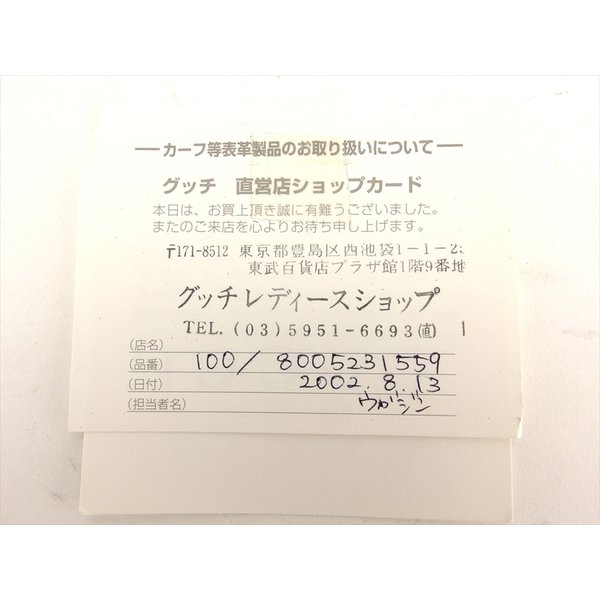 カーフ等表革製品のお取り扱いについて
グッチ 直営店ショップカード
本日は、お買上頂き誠に有難うございました。
またのご来店を心よりお待ち申し上げます。
〒171-8512 東京都豊島区西池袋1-1-25
東武百貨店プラザ館1階9番地
グッチレディースショップ
TEL. (03)5951-6693(直)
(店名)
(品番) 100/ 8005231559
(日付) 2002.8.13
(担当者名)